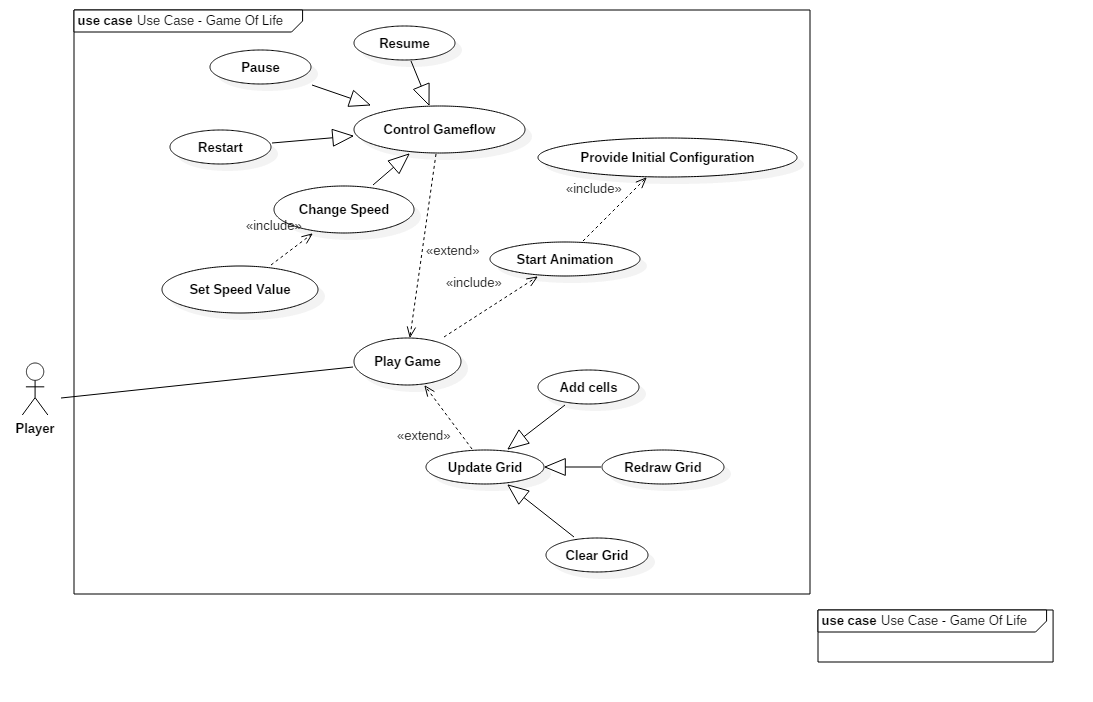 use case Use Case - Game Of Life
Resume
Pause
Control Gameflow
Restart
Provide Initial Configuration
«include»
Change Speed
«include»
«extend»
Start Animation
«include»
Set Speed Value
Play Game
Add cells
Player
«extend»
Update Grid
Redraw Grid
Clear Grid
use case Use Case - Game Of Life